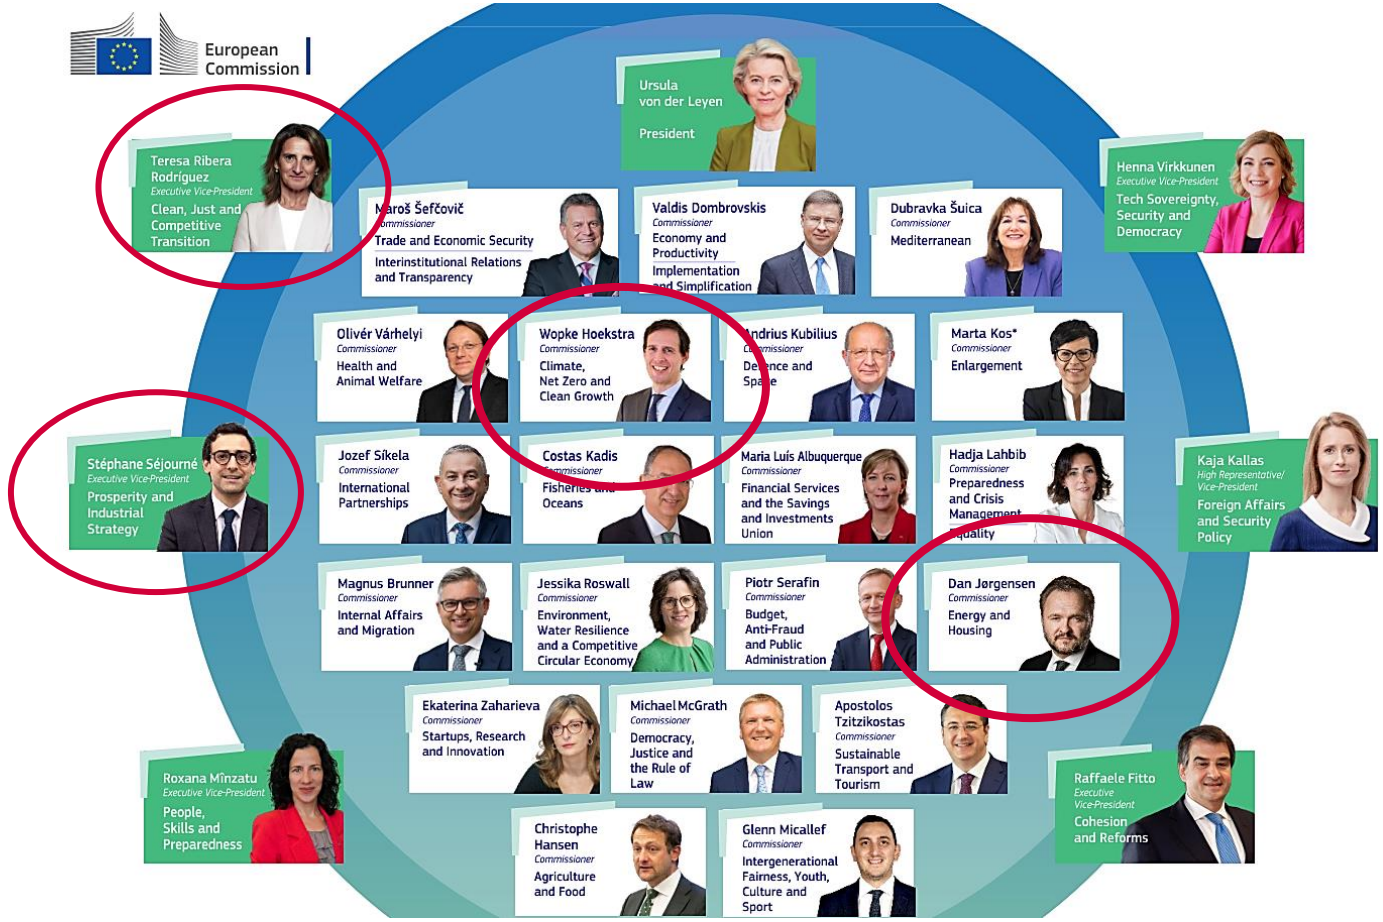 European
Commission
Ursula
von der Leyen
President
Teresa Ribera
Rodríguez
Executive Vice-President
Clean, Just and
Competitive
Transition
Henna Virkkunen
Executive Vice-President
Tech Sovereignty,
Security and
Democracy
Maroš Šefčovič
Commissioner
Trade and Economic Security
Interinstitutional Relations
and Transparency
Valdis Dombrovskis
Commissioner
Economy and
Productivity
Implementation
and Simplification
Dubravka Šuica
Commissioner
Mediterranean
Olivér Várhelyi
Commissioner
Health and
Animal Welfare
Wopke Hoekstra
Commissioner
Climate,
Net Zero and
Clean Growth
Andrius Kubilius
Commissioner
Defence and
Space
Marta Kos*
Commissioner
Enlargement
Stéphane Séjourné
Executive Vice-President
Prosperity and
Industrial
Strategy
Jozef Síkela
Commissioner
International
Partnerships
Costas Kadis
Commissioner
Fisheries and
Oceans
Maria Luís Albuquerque
Commissioner
Financial Services
and the Savings
and Investments
Union
Hadja Lahbib
Commissioner
Preparedness
and Crisis
Management
Equality
Kaja Kallas
High Representative/
Vice-President
Foreign Affairs
and Security
Policy
Magnus Brunner
Commissioner
Internal Affairs
and Migration
Jessika Roswall
Commissioner
Environment,
Water Resilience
and a Competitive
Circular Economy
Piotr Serafin
Commissioner
Budget,
Anti-Fraud
and Public
Administration
Dan Jørgensen
Commissioner
Energy and
Housing
Ekaterina Zaharieva
Commissioner
Startups, Research
and Innovation
Michael McGrath
Commissioner
Democracy,
Justice and
the Rule of
Law
Apostolos
Tzitzikostas
Commissioner
Sustainable
Transport and
Tourism
Roxana Mînzatu
Executive Vice-President
People,
Skills and
Preparedness
Raffaele Fitto
Executive
Vice-President
Cohesion
and Reforms
Christophe
Hansen
Commissioner
Agriculture
and Food
Glenn Micallef
Commissioner
Intergenerational
Fairness, Youth,
Culture and
Sport